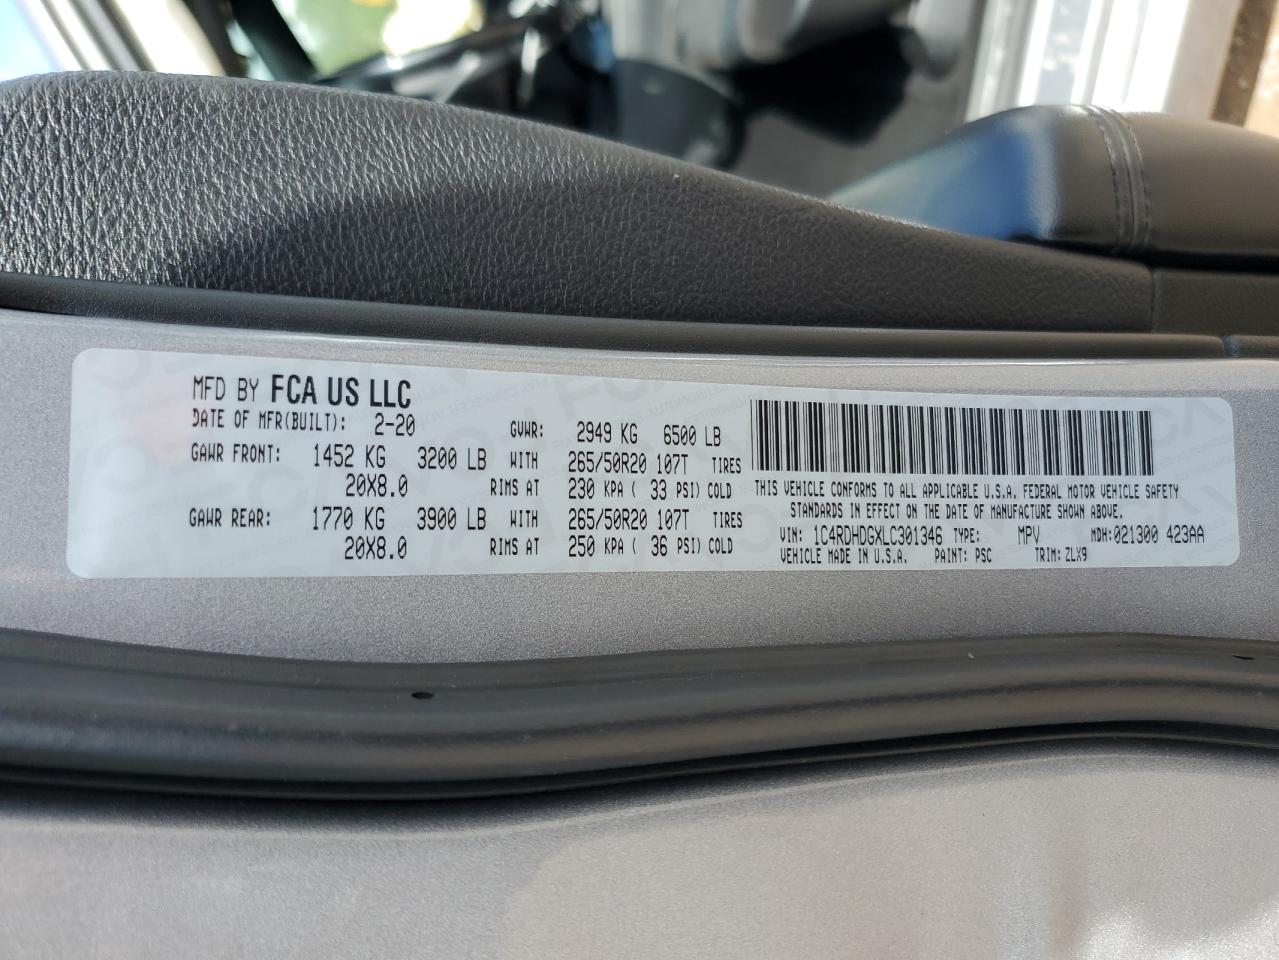 MFD BY FCA US LLC
DATE OF MFR(BUILT): 2-20 GVWR: 2949 KG 6500 LB
GAWR FRONT: 1452 KG 3200 LB WITH 265/50R20 107T TIRES
20X8.0 RIMS AT 230 KPA ( 33 PSI) COLD
GAWR REAR: 1770 KG 3900 LB WITH 265/50R20 107T TIRES
20X8.0 RIMS AT 250 KPA ( 36 PSI) COLD
THIS VEHICLE CONFORMS TO ALL APPLICABLE U.S.A. FEDERAL MOTOR VEHICLE SAFETY
STANDARDS IN EFFECT ON THE DATE OF MANUFACTURE SHOWN ABOVE.
VIN: 1C4RDHDGXLC301346 TYPE: MPV MDH:021300 423AA
VEHICLE MADE IN U.S.A. PAINT: PSC TRIM: ZLX9